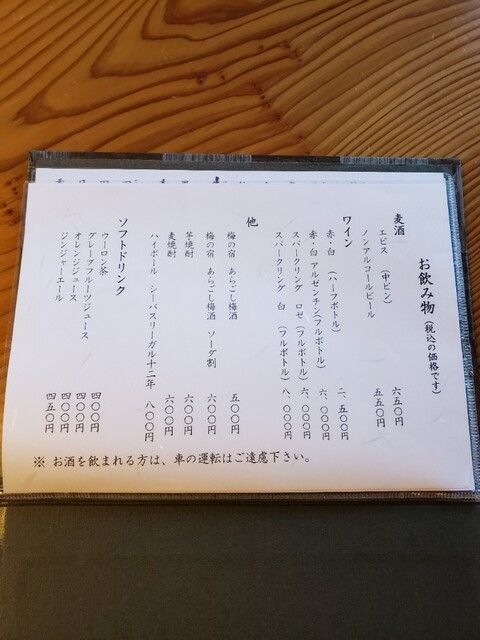 お飲み物（税込の価格です）
麦酒
エビス （中ビン） 六五〇円
ノンアルコールビール 五五〇円
ワイン
赤・白 （ハーフボトル） 二、五〇〇円
赤・白 アルゼンチン（フルボトル） 六、〇〇〇円
スパークリング ロゼ（フルボトル） 六、〇〇〇円
スパークリング 白 （フルボトル） 八、〇〇〇円
他
梅の宿 あらごし梅酒 五〇〇円
梅の宿 あらごし梅酒 ソーダ割 六〇〇円
芋焼酎 六〇〇円
麦焼酎 六〇〇円
ハイボール シーバスリーガル十二年 八〇〇円
ソフトドリンク
ウーロン茶 四〇〇円
グレープフルーツジュース 四〇〇円
オレンジジュース 四〇〇円
ジンジャーエール 四五〇円
※ お酒を飲まれる方は、車の運転はご遠慮下さい。